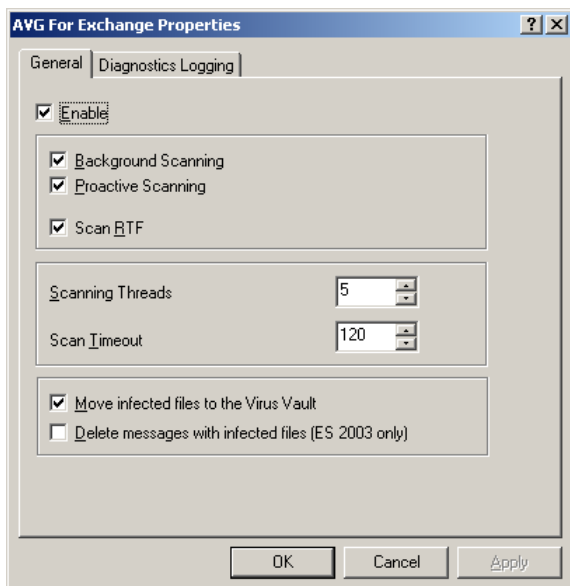 AVG For Exchange Properties
General
Diagnostics Logging
Enable
Background Scanning
Proactive Scanning
Scan RTF
Scanning Threads
5
Scan Timeout
120
Move infected files to the Virus Vault
Delete messages with infected files (ES 2003 only)
OK
Cancel
Apply